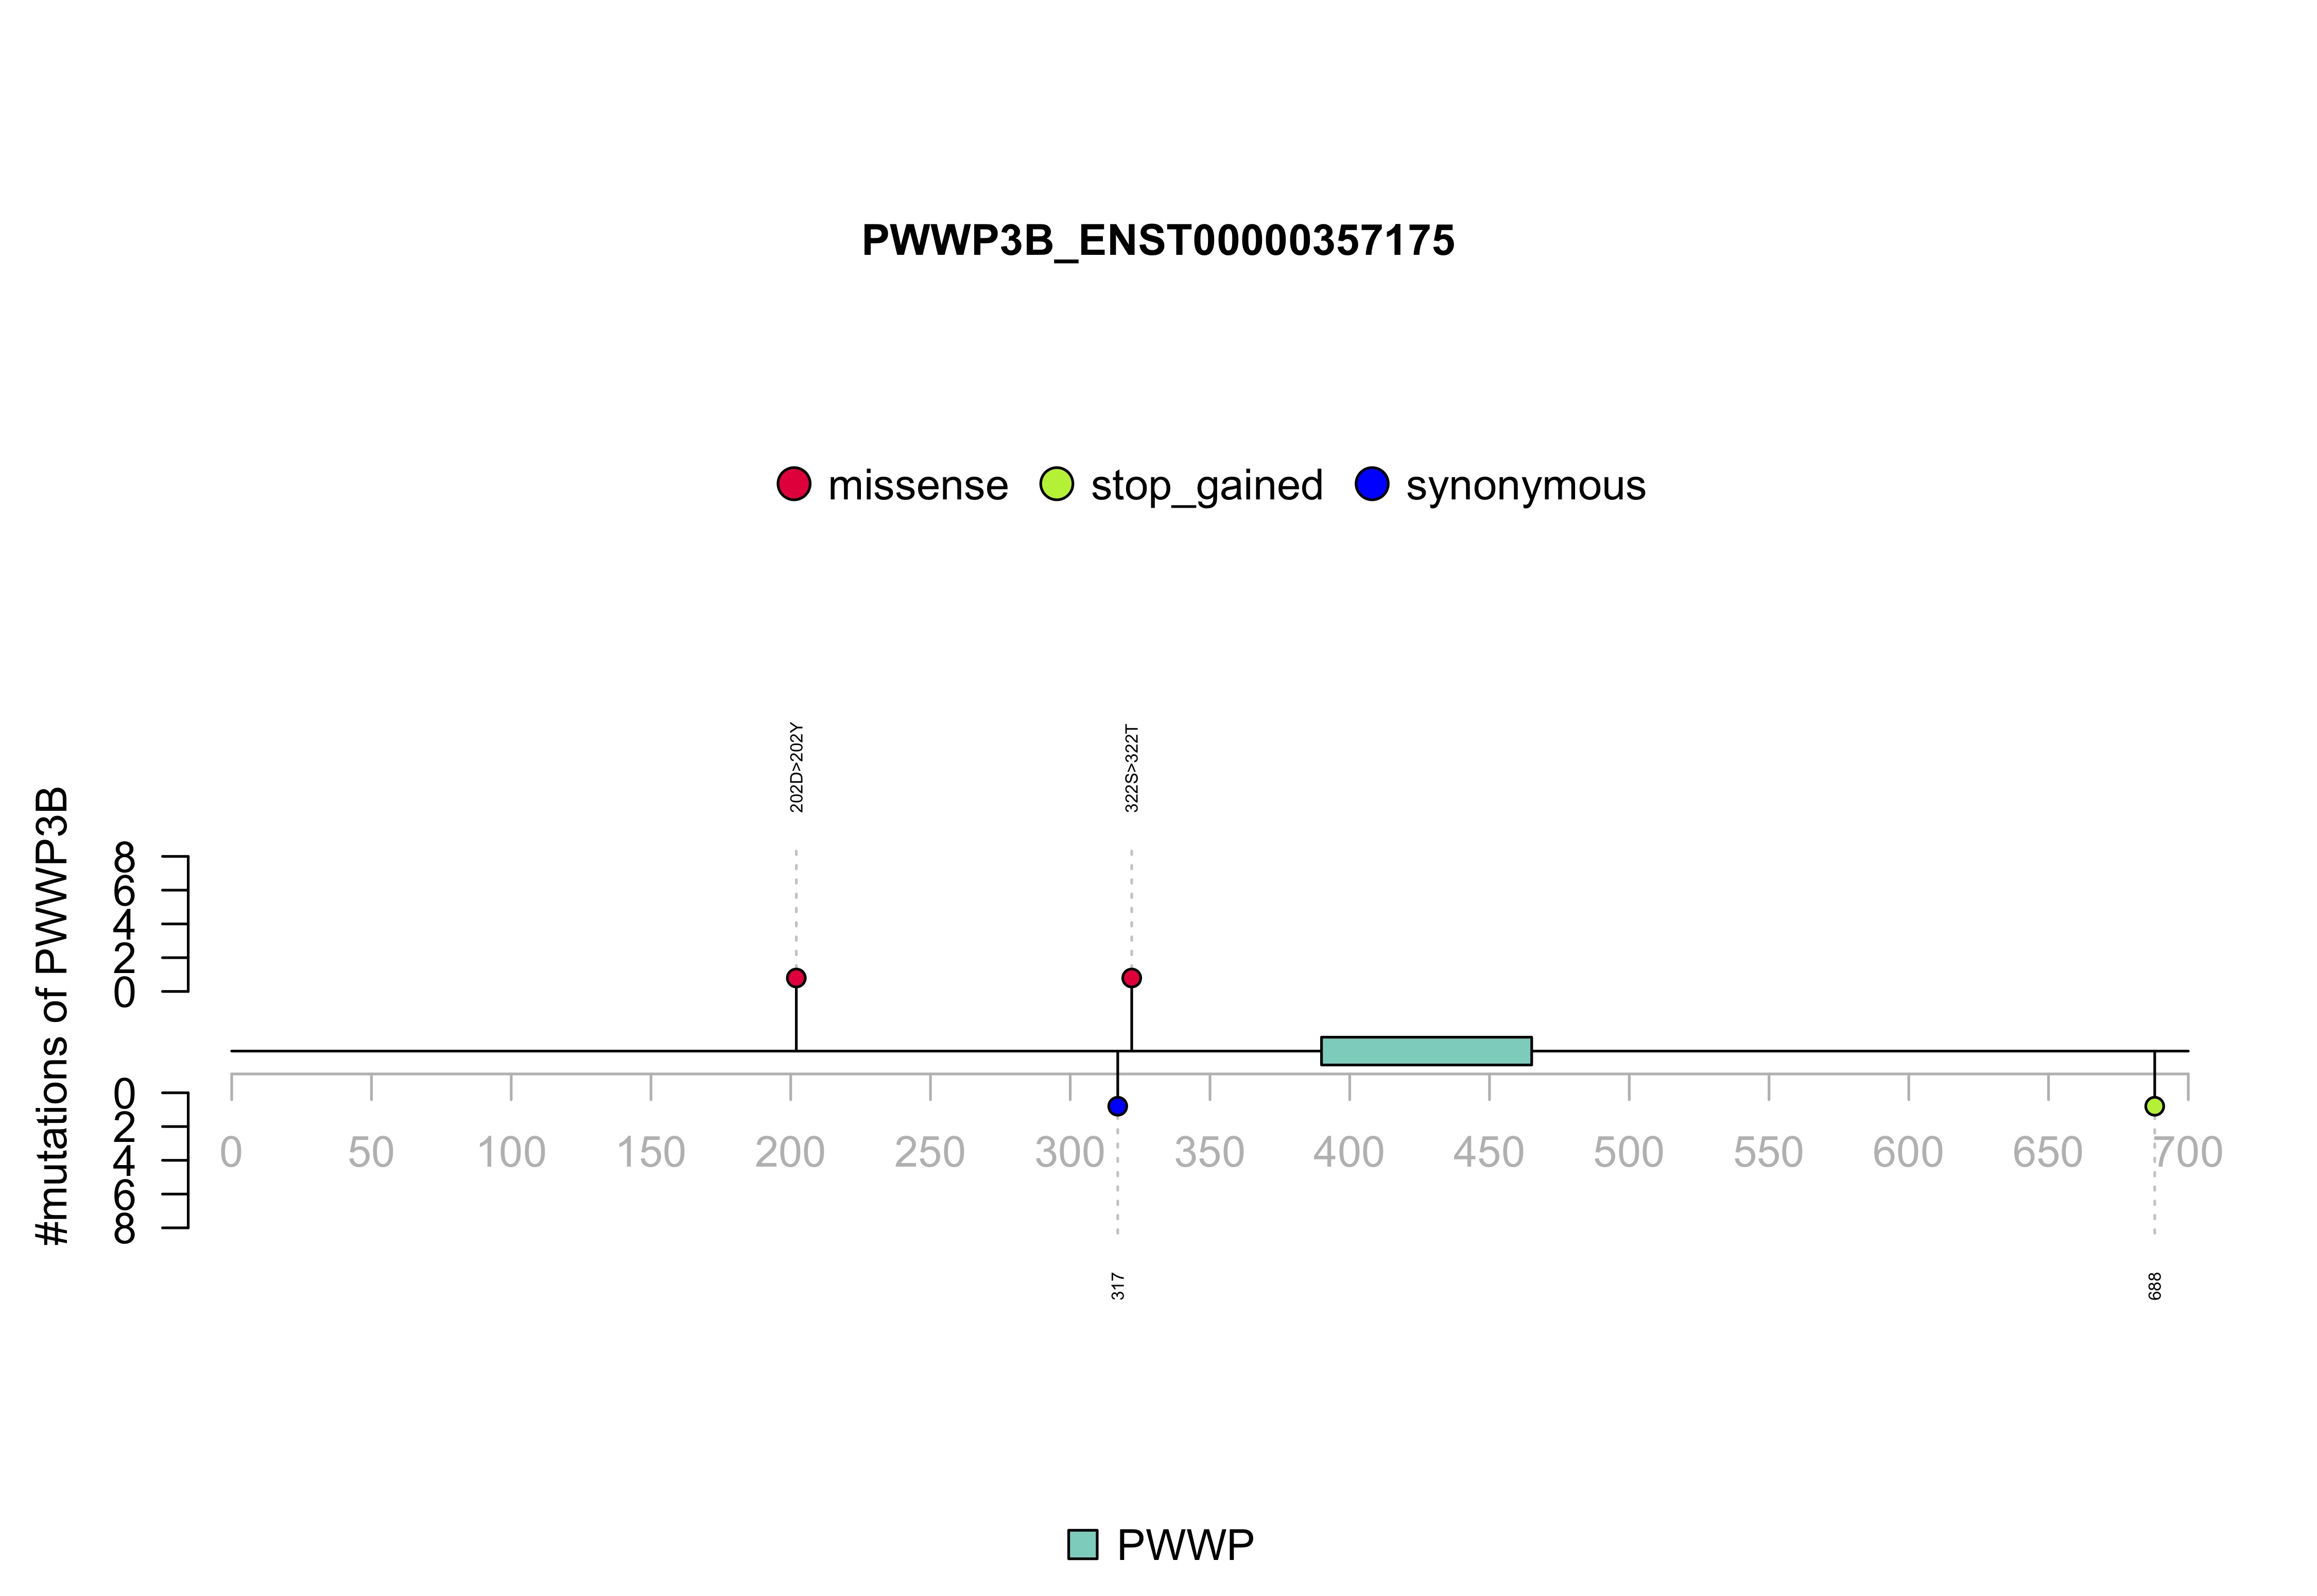 PWWP3B_ENST00000357175
missense stop_gained synonymous
202D>202Y 322S>322T
#mutations of PWWP3B
8
6
4
2
0
0
2
4
6
8
0 50 100 150 200 250 300 350 400 450 500 550 600 650 700
317 688
PWWP